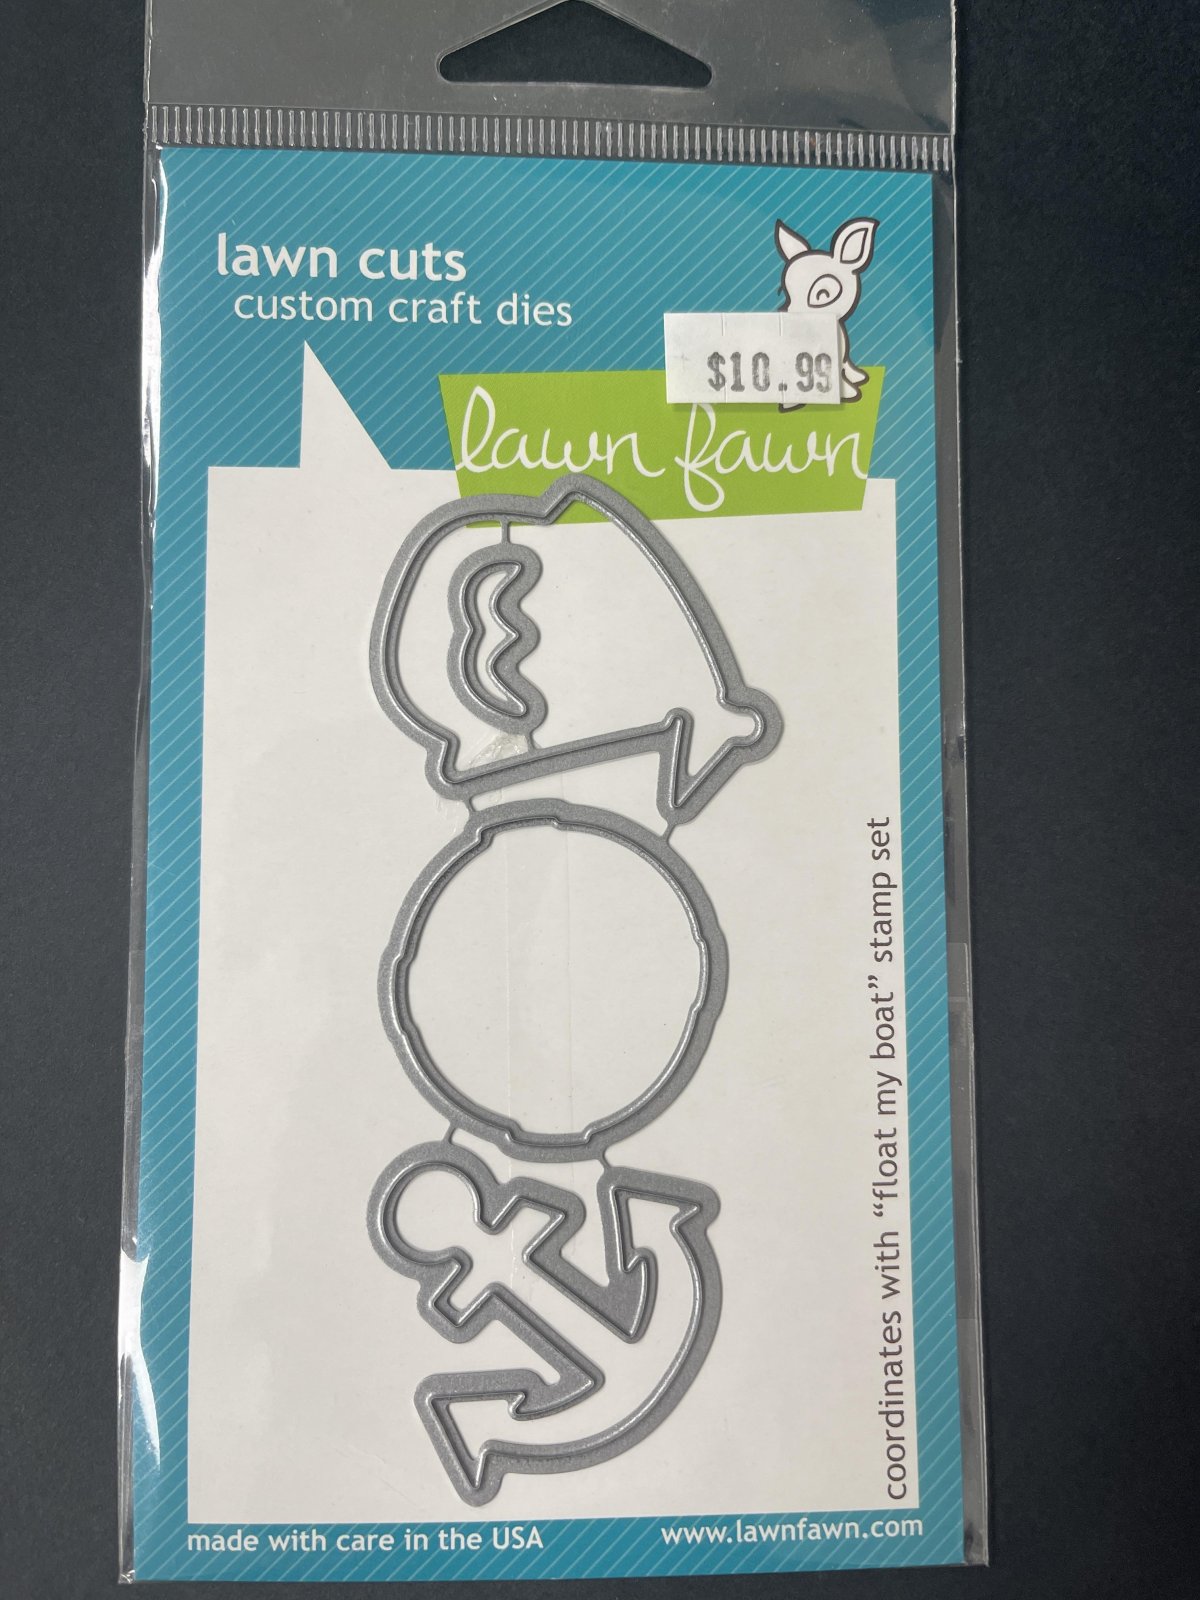 lawn cuts
custom craft dies
$10.99
lawn fawn
coordinates with “float my boat” stamp set
made with care in the USA
www.lawnfawn.com